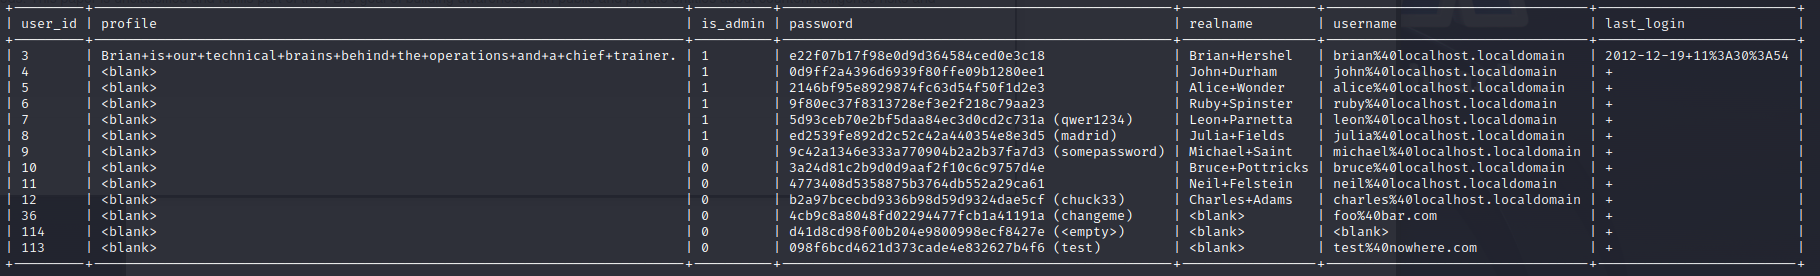 | user_id | profile | is_admin | password | realname | username | last_login |
| 3 | Brian+is+our+technical+brains+behind+the+operations+and+a+chief+trainer. | 1 | e22f07b17f98e0d9d364584ced0e3c18 | Brian+Hershel | brian%40localhost.localdomain | 2012-12-19+11%3A30%3A54 |
| 4 | <blank> | 1 | 0d9ff2a4396d6939f80ffe09b1280ee1 | John+Durham | john%40localhost.localdomain | + |
| 5 | <blank> | 1 | 2146bf95e8929874fc63d54f50f1d2e3 | Alice+Wonder | alice%40localhost.localdomain | + |
| 6 | <blank> | 1 | 9f80ec37f8313728ef3e2f218c79aa23 | Ruby+Spinster | ruby%40localhost.localdomain | + |
| 7 | <blank> | 1 | 5d93ceb70e2bf5daa84ec3d0cd2c731a (qwer1234) | Leon+Parnetta | leon%40localhost.localdomain | + |
| 8 | <blank> | 1 | ed2539fe892d2c52c42a440354e8e3d5 (madrid) | Julia+Fields | julia%40localhost.localdomain | + |
| 9 | <blank> | 0 | 9c42a1346e333a770904b2a2b37fa7d3 (somepassword) | Michael+Saint | michael%40localhost.localdomain | + |
| 10 | <blank> | 0 | 3a24d81c2b9d0d9aaf2f10c6c9757d4e | Bruce+Pottricks | bruce%40localhost.localdomain | + |
| 11 | <blank> | 0 | 4773408d5358875b3764db552a29ca61 | Neil+Felstein | neil%40localhost.localdomain | + |
| 12 | <blank> | 0 | b2a97bcecbd9336b98d59d9324dae5cf (chuck33) | Charles+Adams | charles%40localhost.localdomain | + |
| 36 | <blank> | 0 | 4cb9c8a8048fd02294477fcb1a41191a (changeme) | <blank> | foo%40bar.com | + |
| 114 | <blank> | 0 | d41d8cd98f00b204e9800998ecf8427e (<empty>) | <blank> | <blank> | + |
| 113 | <blank> | 0 | 098f6bcd4621d373cade4e832627b4f6 (test) | <blank> | test%40nowhere.com | + |